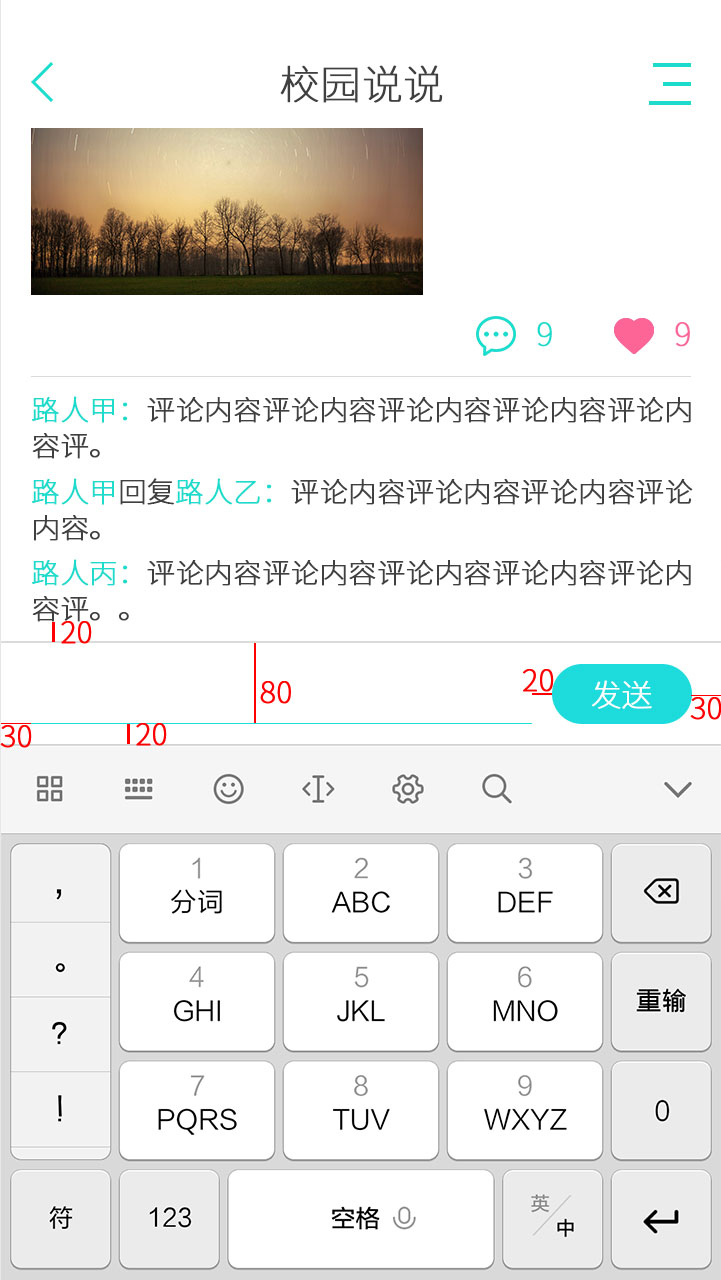 校园说说
9 9
路人甲：评论内容评论内容评论内容评论内容评论内
容评。
路人甲回复路人乙：评论内容评论内容评论内容评论
内容。
路人丙：评论内容评论内容评论内容评论内容评论内
容评。。
20
80
20
发送
30
30
20
，
。
?
!
1
分词
2
ABC
3
DEF
4
GHI
5
JKL
6
MNO
重输
7
PQRS
8
TUV
9
WXYZ
0
符
123
空格
英
中